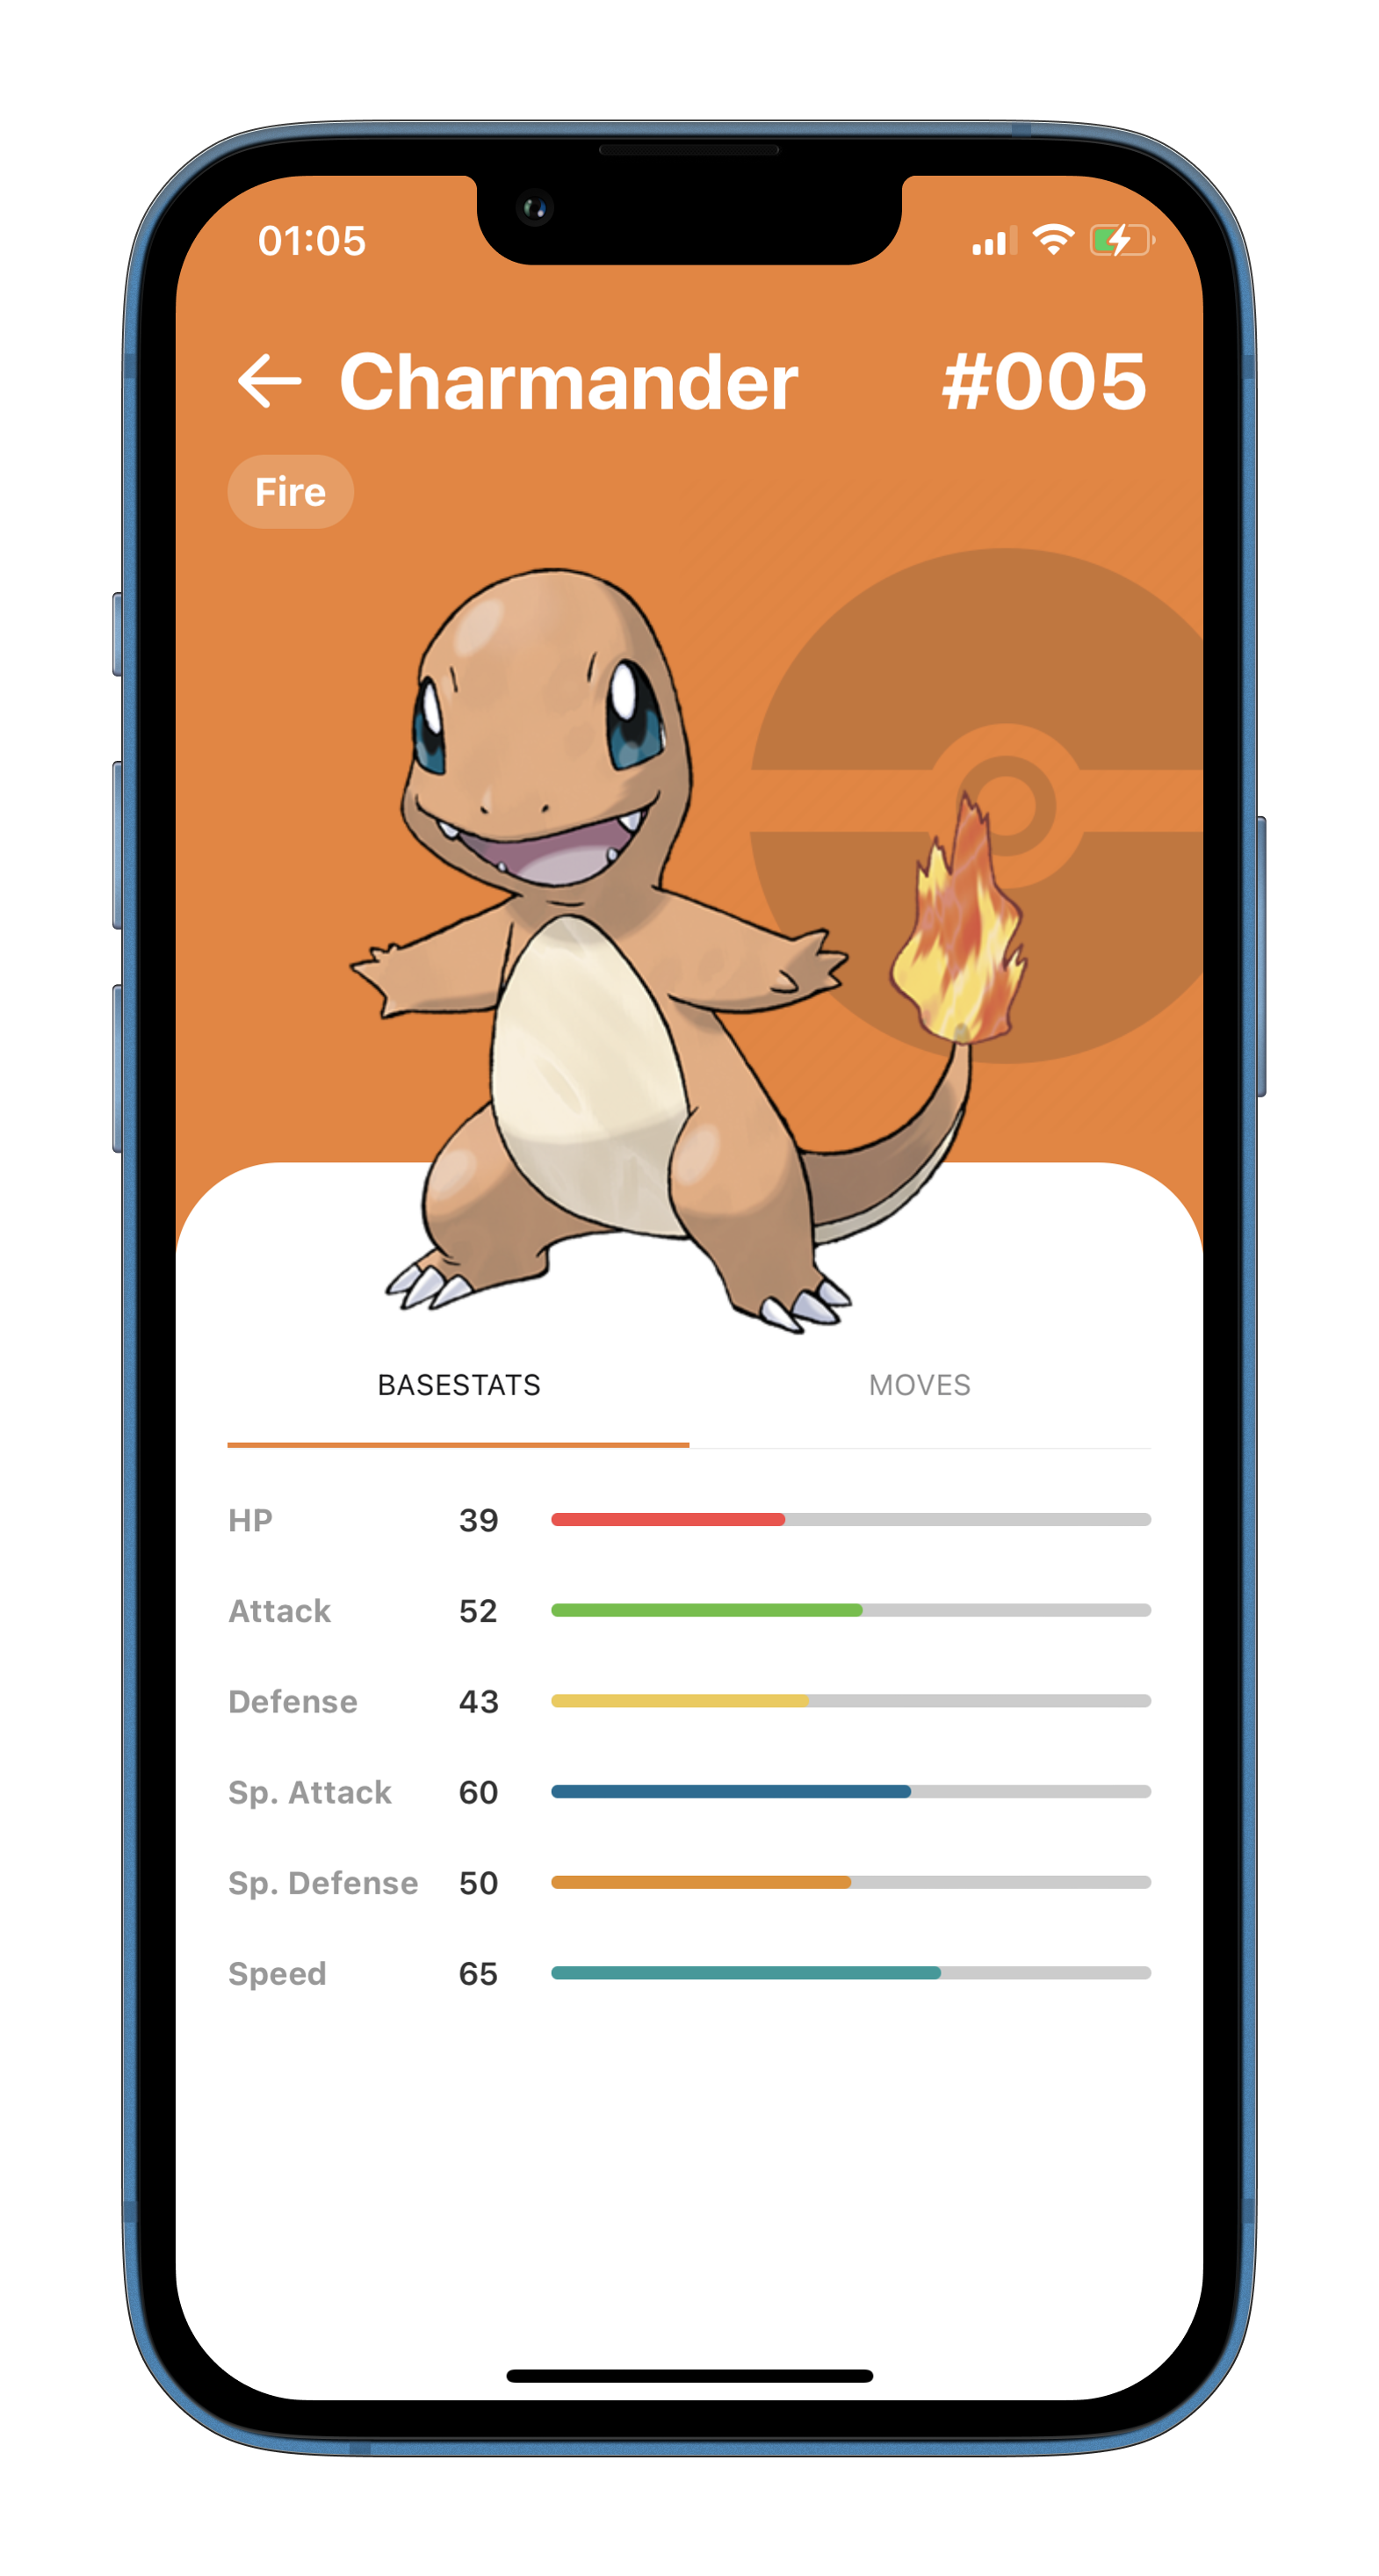 01:05
Charmander #005
Fire
BASESTATS MOVES
HP 39
Attack 52
Defense 43
Sp. Attack 60
Sp. Defense 50
Speed 65